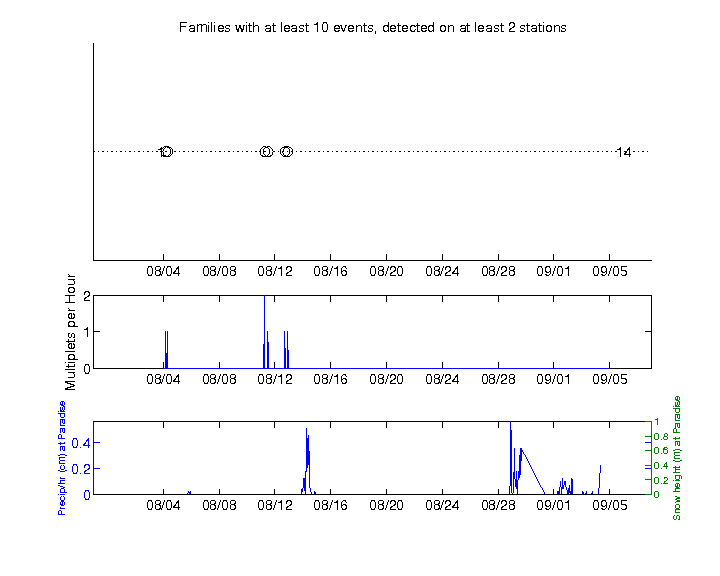 Families with at least 10 events, detected on at least 2 stations
14
08/04 08/08 08/12 08/16 08/20 08/24 08/28 09/01 09/05
Multiplets per Hour
2
1
0
08/04 08/08 08/12 08/16 08/20 08/24 08/28 09/01 09/05
Precip/hr (cm) at Paradise
0.4
0.2
0
1
0.8
0.6
0.4
0.2
0
Snow height (m) at Paradise
08/04 08/08 08/12 08/16 08/20 08/24 08/28 09/01 09/05